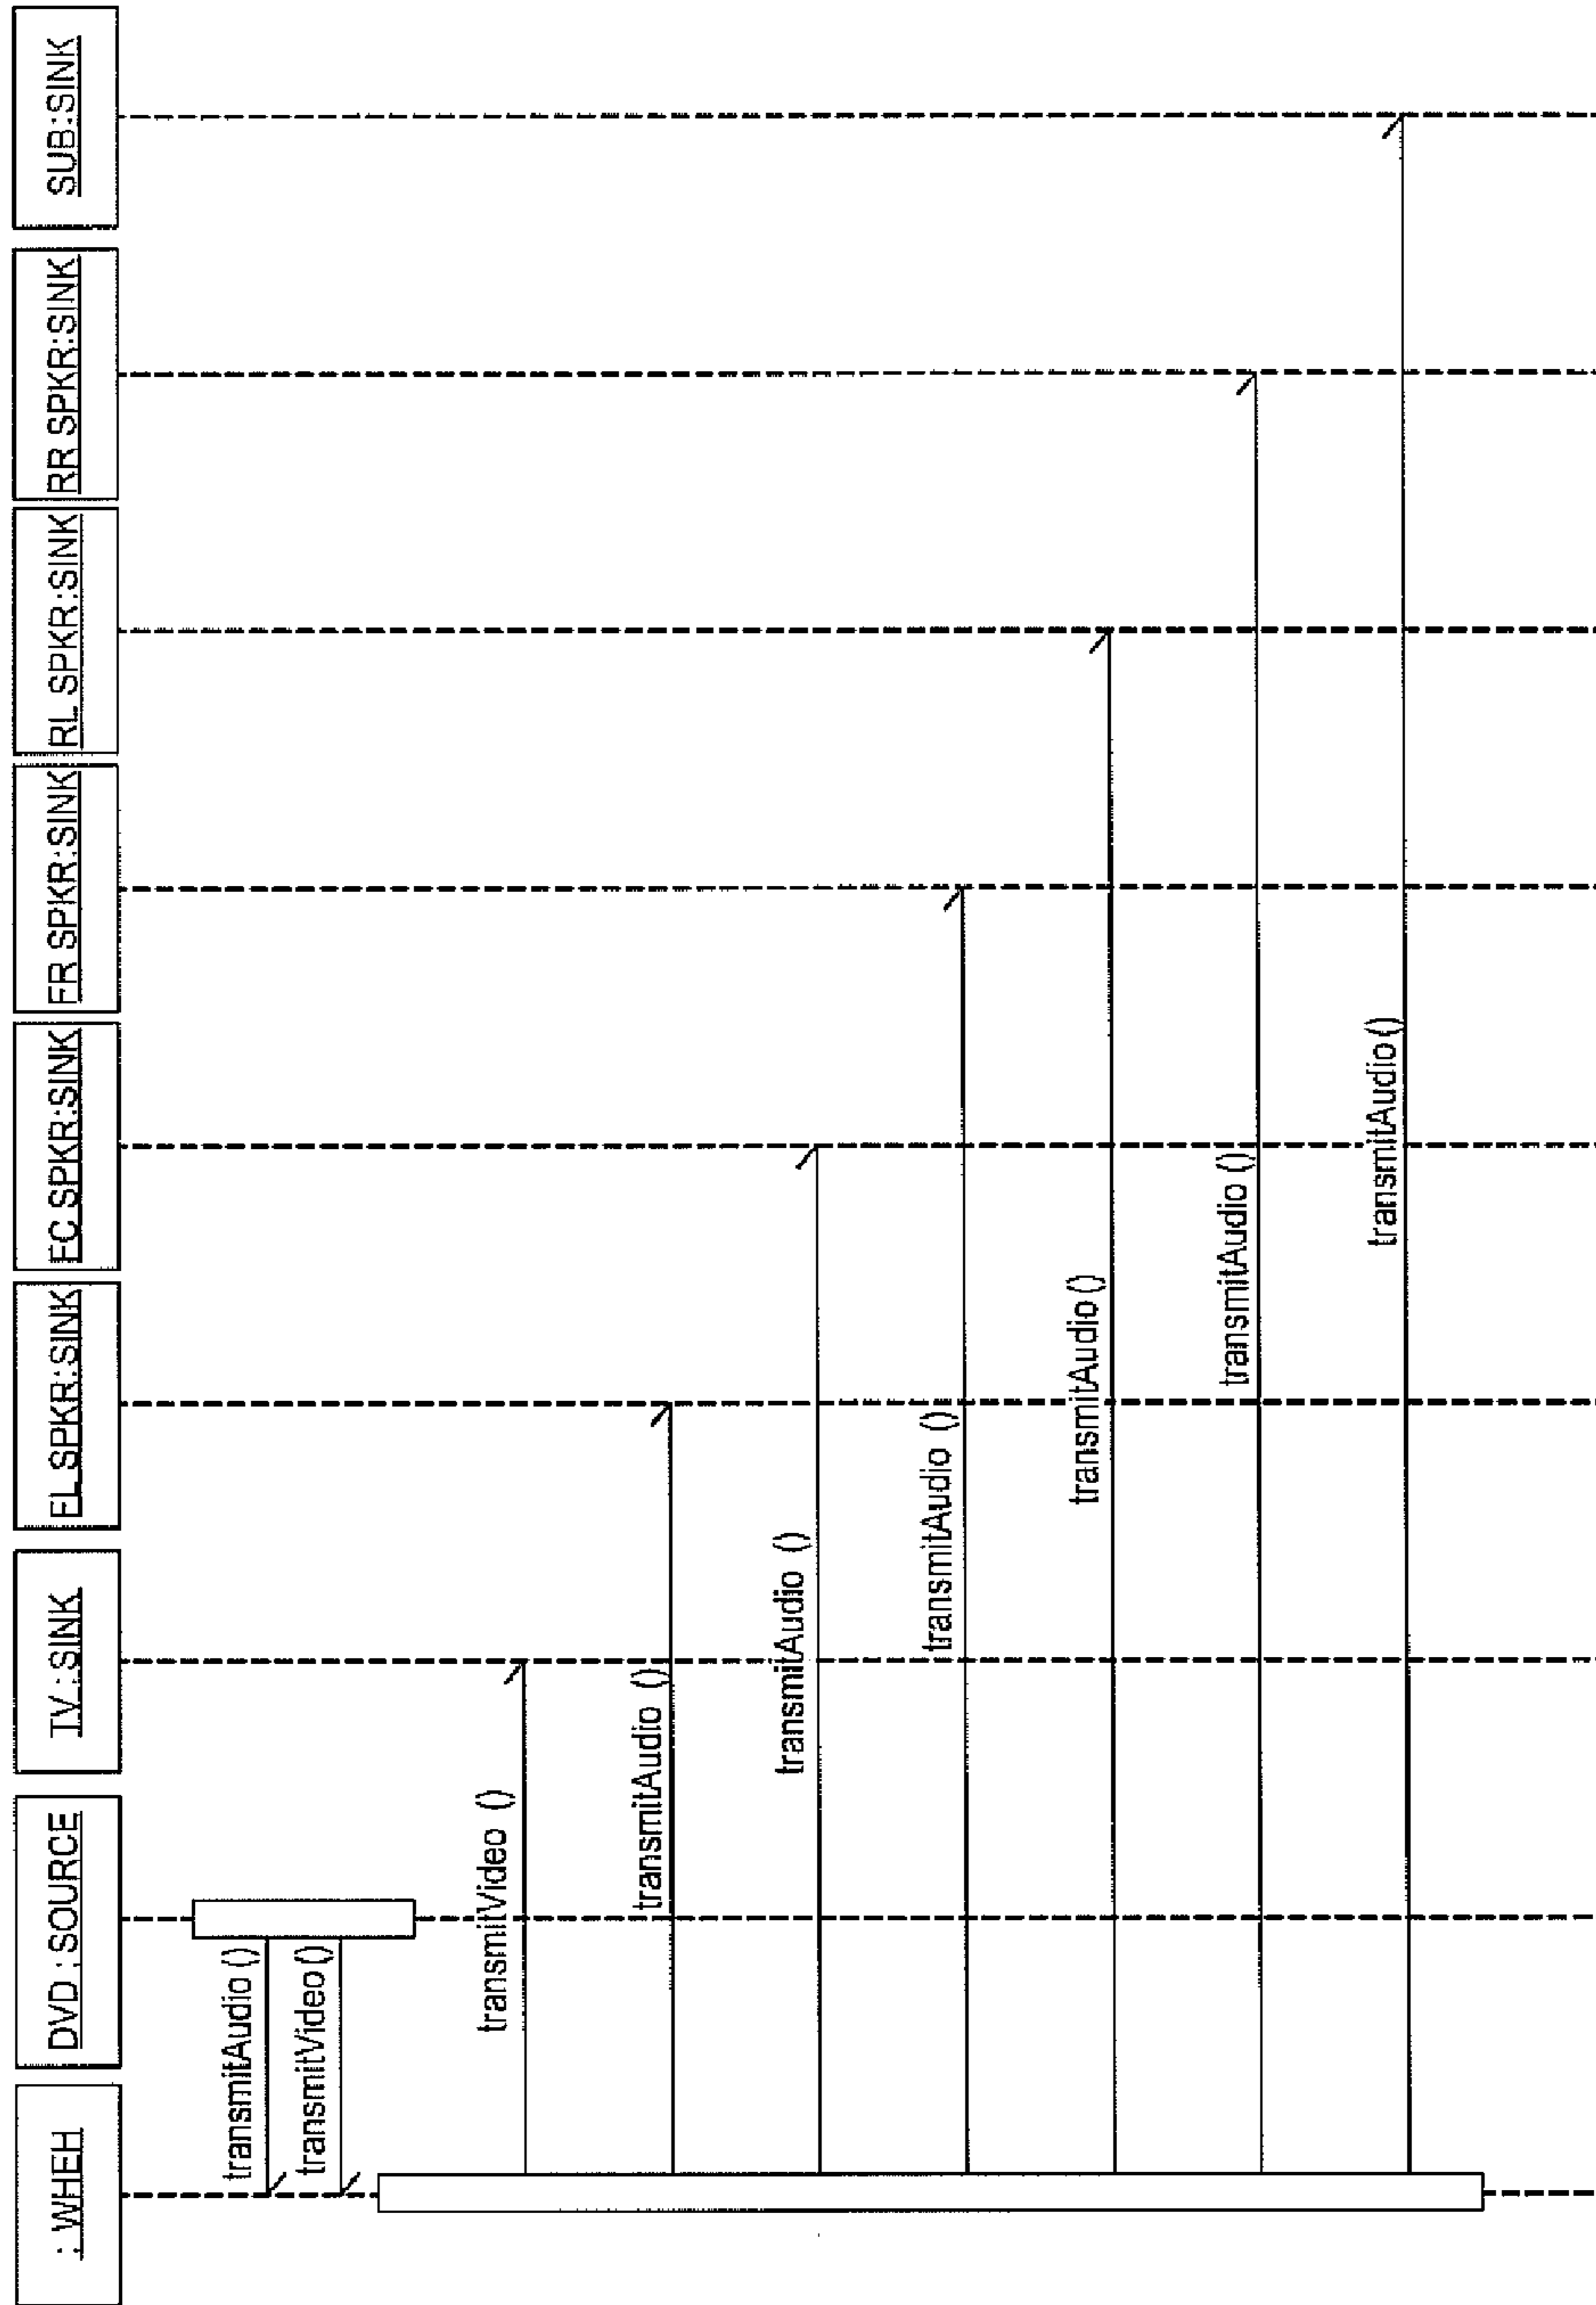 : WHEH
DVD : SOURCE
TV : SINK
FL SPKR:SINK
FC SPKR:SINK
FR SPKR:SINK
RL SPKR:SINK
RR SPKR:SINK
SUB:SINK
transmitAudio ()
transmitVideo ()
transmitVideo ()
transmitAudio ()
transmitAudio ()
transmitAudio ()
transmitAudio ()
transmitAudio ()
transmitAudio ()